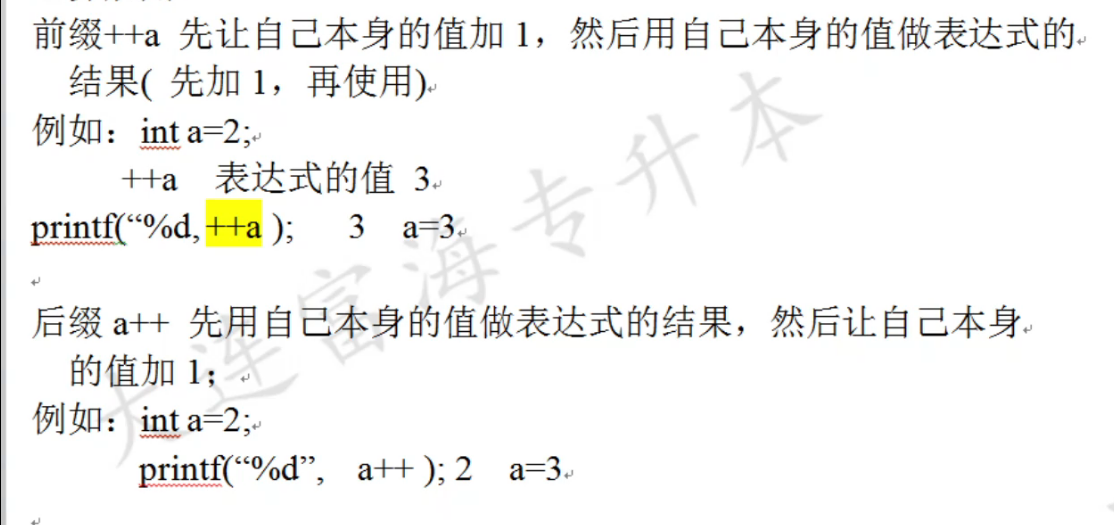 前缀++a 先让自己本身的值加 1，然后用自己本身的值做表达式的
结果( 先加 1，再使用)
例如：int a=2;
++a 表达式的值 3
printf(“%d, ++a ); 3 a=3
后缀 a++ 先用自己本身的值做表达式的结果，然后让自己本身
的值加 1；
例如：int a=2;
printf(“%d”, a++ ); 2 a=3
大连富海专升本